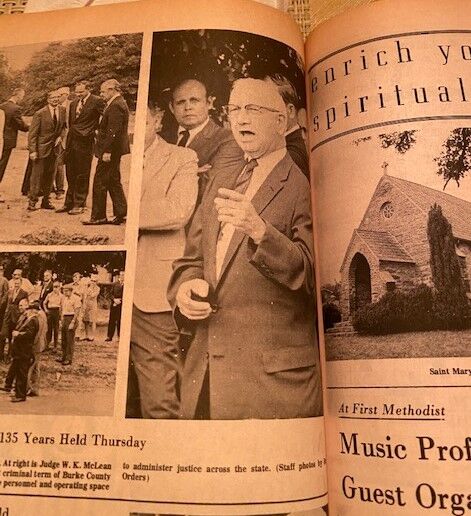 135 Years Held Thursday
At right is Judge W. K. McLean
criminal term of Burke County
personnel and operating space
to administer justice across the state. (Staff photos by
Orders)
enrich yo
spiritual
Saint Mary
At First Methodist
Music Prof
Guest Orga